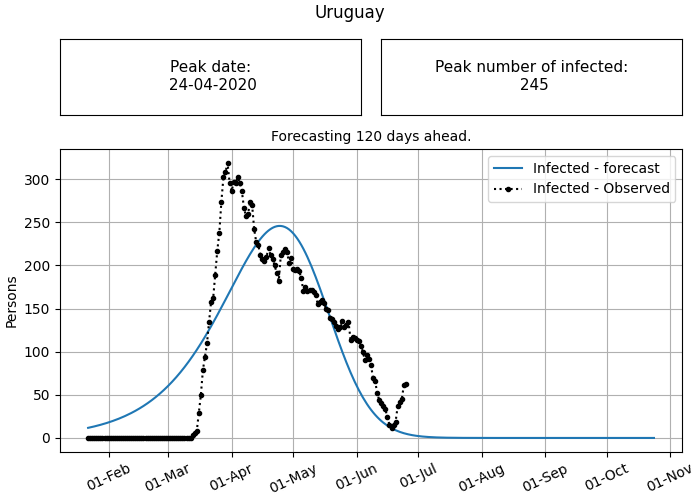 Uruguay
Peak date:
24-04-2020
Peak number of infected:
245
Forecasting 120 days ahead.
Infected - forecast
Infected - Observed
Persons
300
250
200
150
100
50
0
01-Feb
01-Mar
01-Apr
01-May
01-Jun
01-Jul
01-Aug
01-Sep
01-Oct
01-Nov